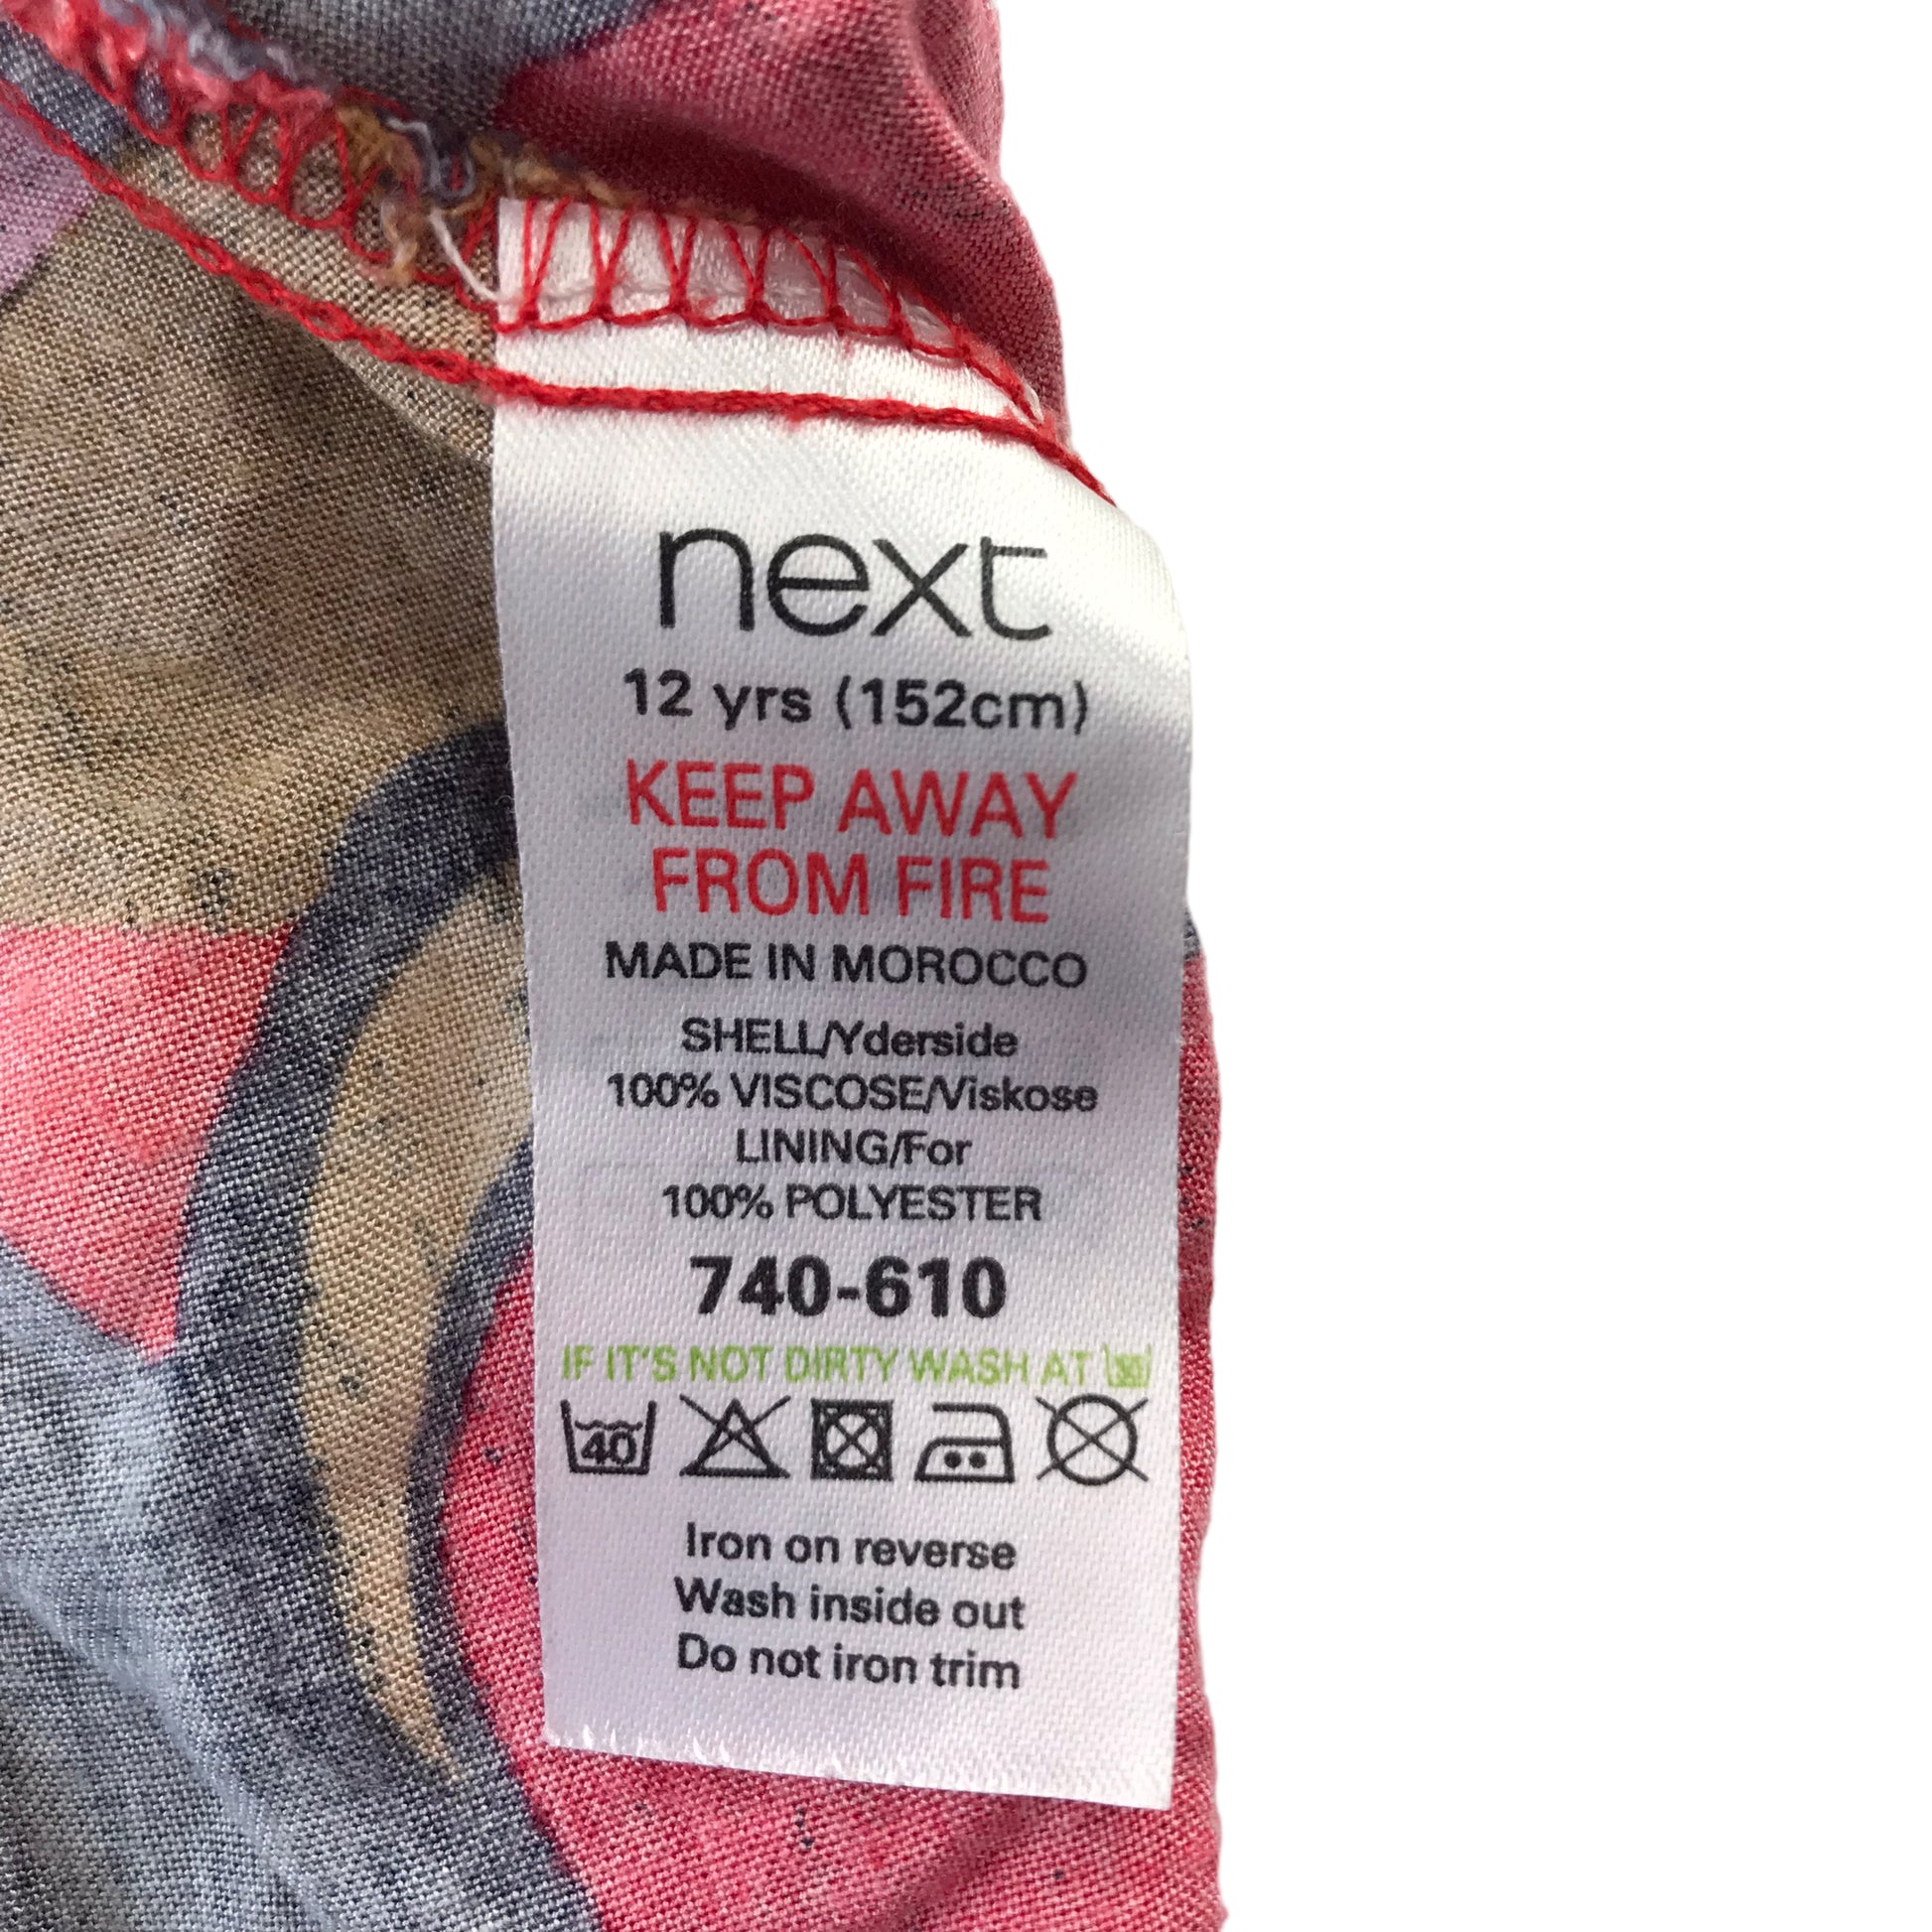 next
12 yrs (152cm)
KEEP AWAY
FROM FIRE
MADE IN MOROCCO
SHELL/Yderside
100% VISCOSE/Viskose
LINING/For
100% POLYESTER
740-610
IF IT'S NOT DIRTY WASH AT 30
40
Iron on reverse
Wash inside out
Do not iron trim